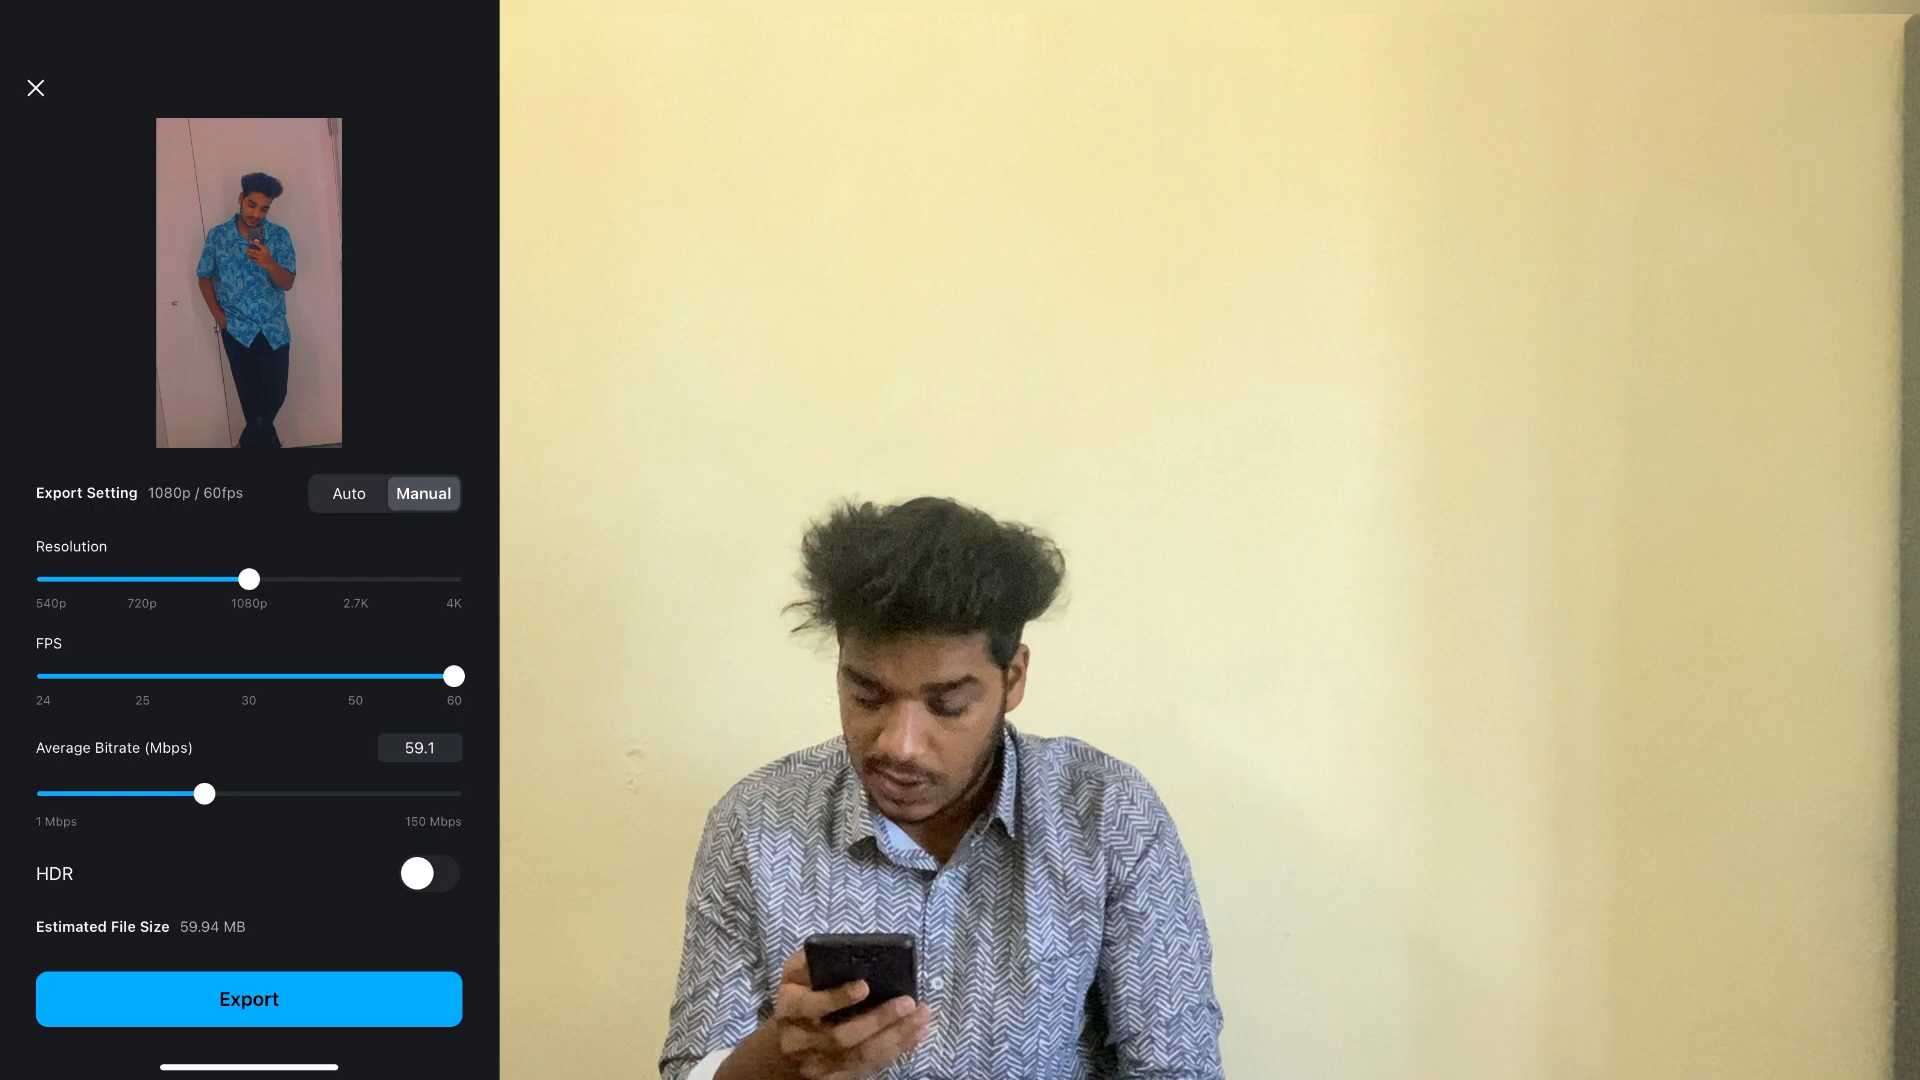 Export Setting 1080p / 60fps Auto Manual
Resolution
540p 720p 1080p 2.7K 4K
FPS
24 25 30 50 60
Average Bitrate (Mbps) 59.1
1 Mbps 150 Mbps
HDR
Estimated File Size 59.94 MB
Export